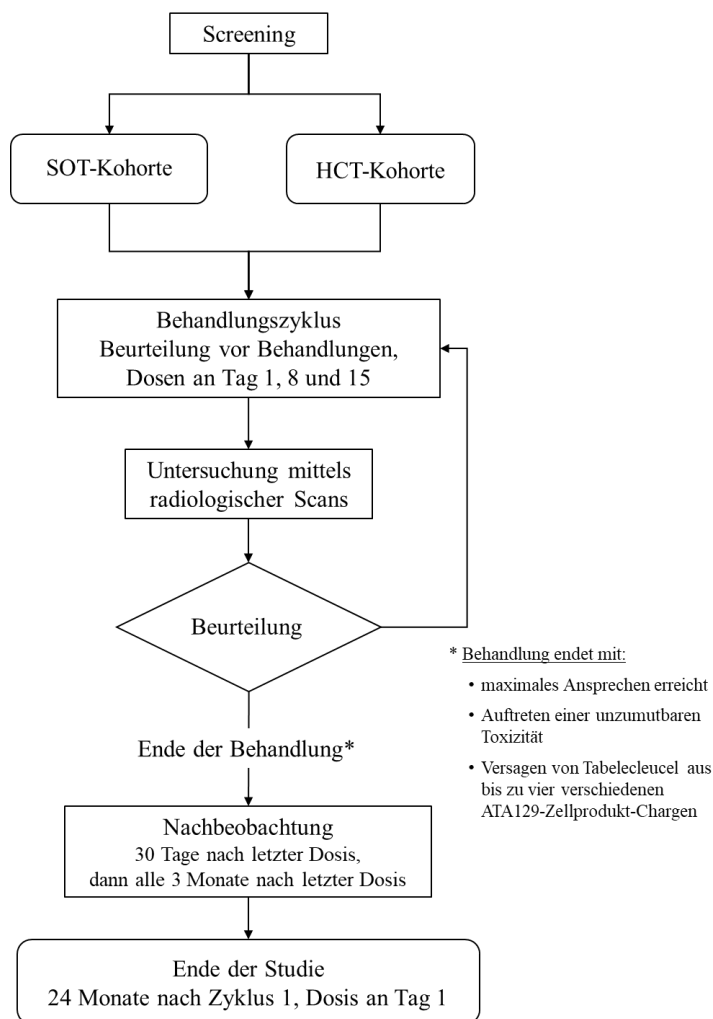 Screening
SOT-Kohorte
HCT-Kohorte
Behandlungszyklus
Beurteilung vor Behandlungen,
Dosen an Tag 1, 8 und 15
Untersuchung mittels
radiologischer Scans
Beurteilung
* Behandlung endet mit:
• maximales Ansprechen erreicht
• Auftreten einer unzumutbaren
Toxizität
• Versagen von Tabelecleucel aus
bis zu vier verschiedenen
ATA129-Zellprodukt-Chargen
Ende der Behandlung*
Nachbeobachtung
30 Tage nach letzter Dosis,
dann alle 3 Monate nach letzter Dosis
Ende der Studie
24 Monate nach Zyklus 1, Dosis an Tag 1